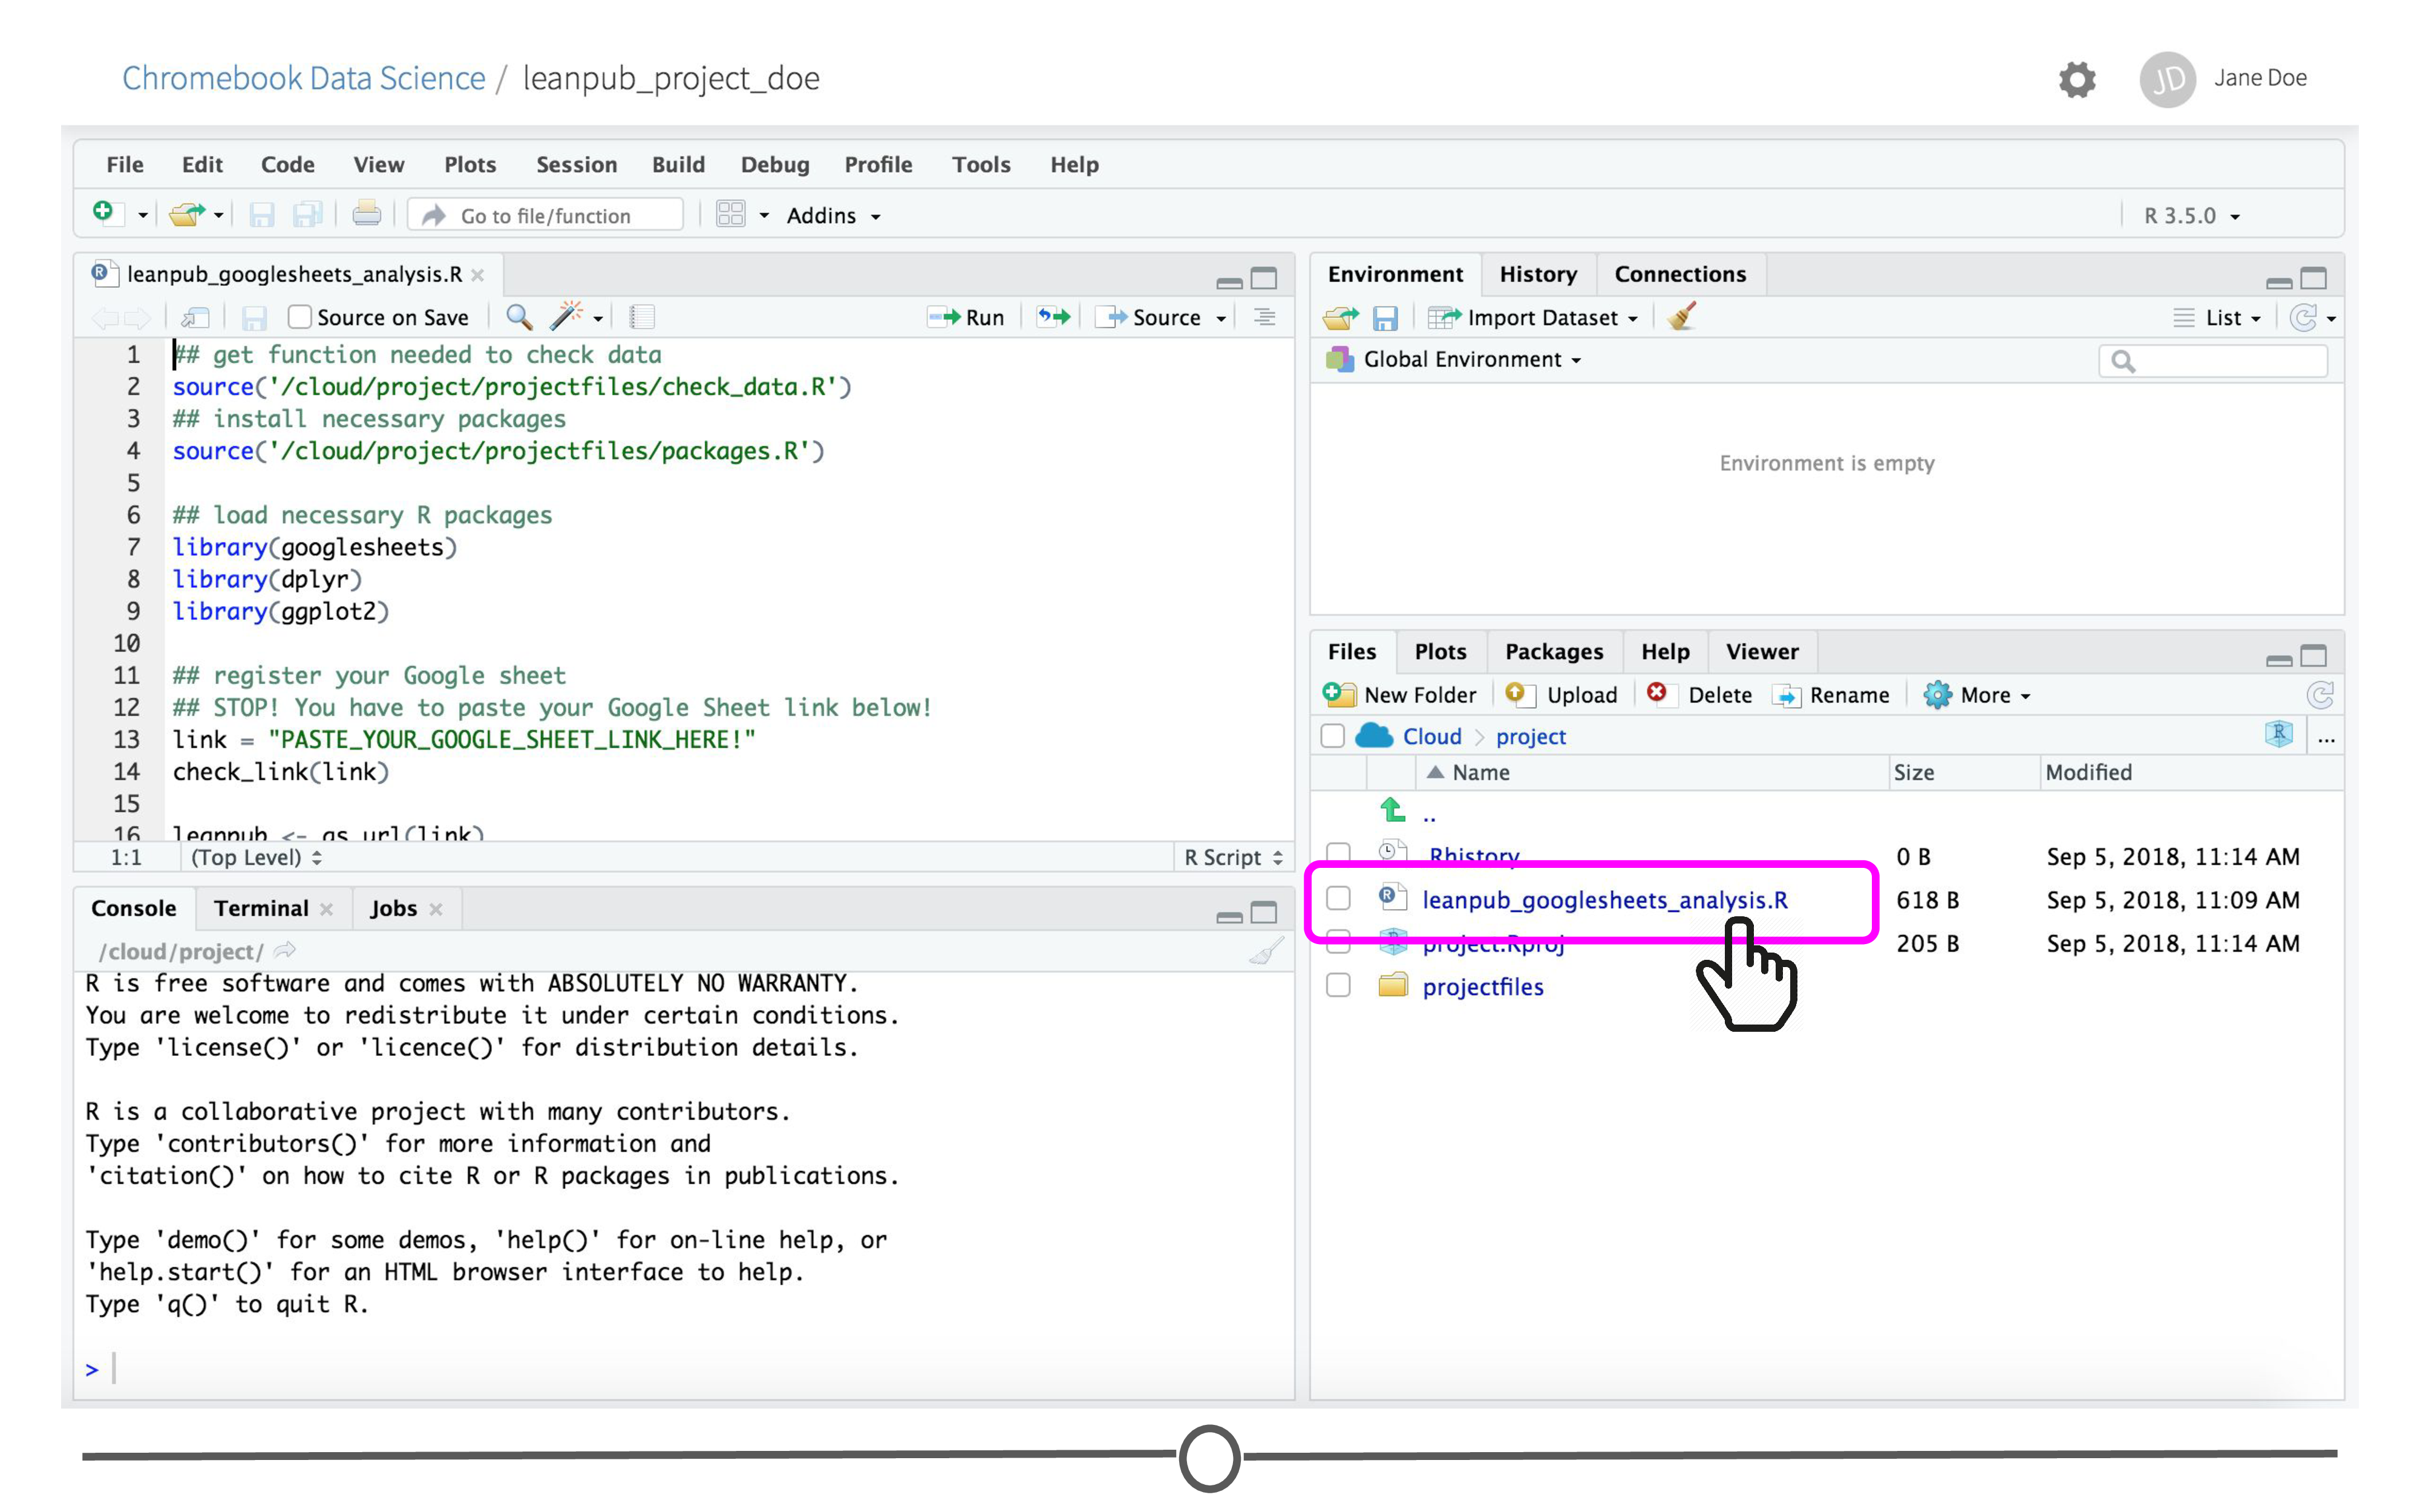 Chromebook Data Science / leanpub_project_doe
JD Jane Doe
File Edit Code View Plots Session Build Debug Profile Tools Help
Go to file/function Addins R 3.5.0
leanpub_googlesheets_analysis.R
Source on Save Run Source
1 ## get function needed to check data
2 source('/cloud/project/projectfiles/check_data.R')
3 ## install necessary packages
4 source('/cloud/project/projectfiles/packages.R')
5
6 ## load necessary R packages
7 library(googlesheets)
8 library(dplyr)
9 library(ggplot2)
10
11 ## register your Google sheet
12 ## STOP! You have to paste your Google Sheet link below!
13 link = "PASTE_YOUR_GOOGLE_SHEET_LINK_HERE!"
14 check_link(link)
15
16 leanpub <- as_url(link)
1:1 (Top Level) R Script
Console Terminal Jobs
/cloud/project/
R is free software and comes with ABSOLUTELY NO WARRANTY.
You are welcome to redistribute it under certain conditions.
Type 'license()' or 'licence()' for distribution details.
R is a collaborative project with many contributors.
Type 'contributors()' for more information and
'citation()' on how to cite R or R packages in publications.
Type 'demo()' for some demos, 'help()' for on-line help, or
'help.start()' for an HTML browser interface to help.
Type 'q()' to quit R.
>
Environment History Connections
Import Dataset List
Global Environment
Environment is empty
Files Plots Packages Help Viewer
New Folder Upload Delete Rename More
Cloud > project R ...
Name Size Modified
..
.Rhistory 0 B Sep 5, 2018, 11:14 AM
leanpub_googlesheets_analysis.R 618 B Sep 5, 2018, 11:09 AM
project.Rproj 205 B Sep 5, 2018, 11:14 AM
projectfiles